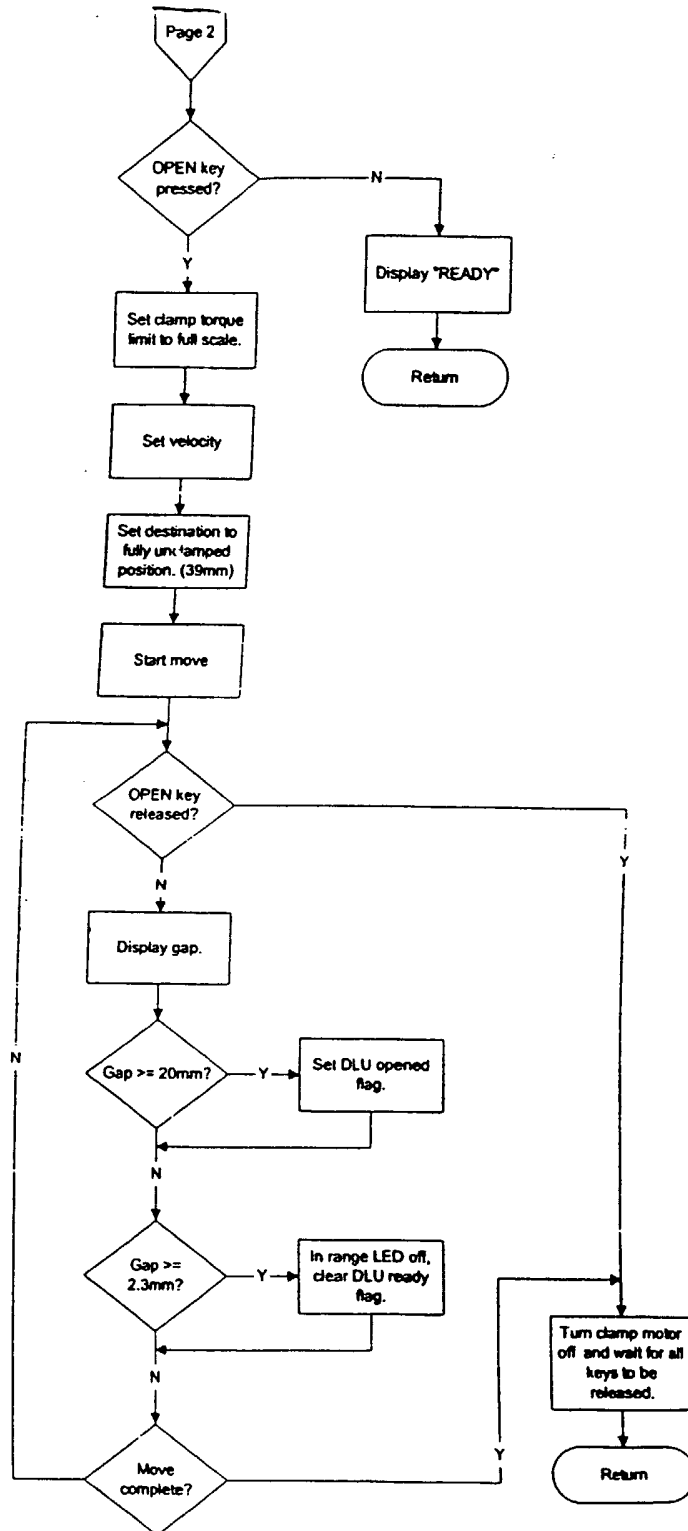 Page 2
OPEN key
pressed?
N
Y
Display "READY"
Return
Set clamp torque
limit to full scale.
Set velocity
Set destination to
fully unclamped
position. (39mm)
Start move
OPEN key
released?
Y
N
Display gap.
N
Gap >= 20mm?
Y
Set DLU opened
flag.
N
Gap >=
2.3mm?
Y
In range LED off,
clear DLU ready
flag.
N
Turn clamp motor
off and wait for all
keys to be
released.
Move
complete?
Y
Return